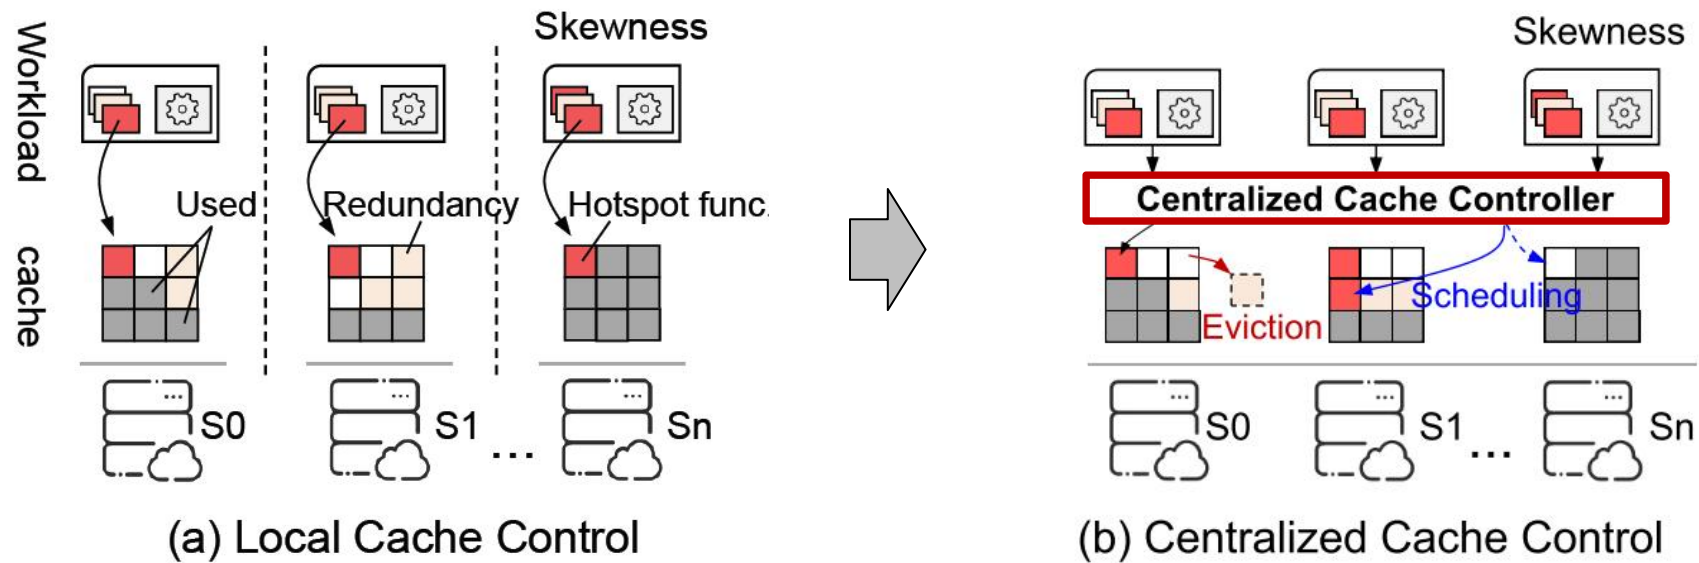 Workload
cache
Skewness
Used
Redundancy
Hotspot func.
S0
S1
...
Sn
(a) Local Cache Control
Skewness
Centralized Cache Controller
Eviction
Scheduling
S0
S1
...
Sn
(b) Centralized Cache Control